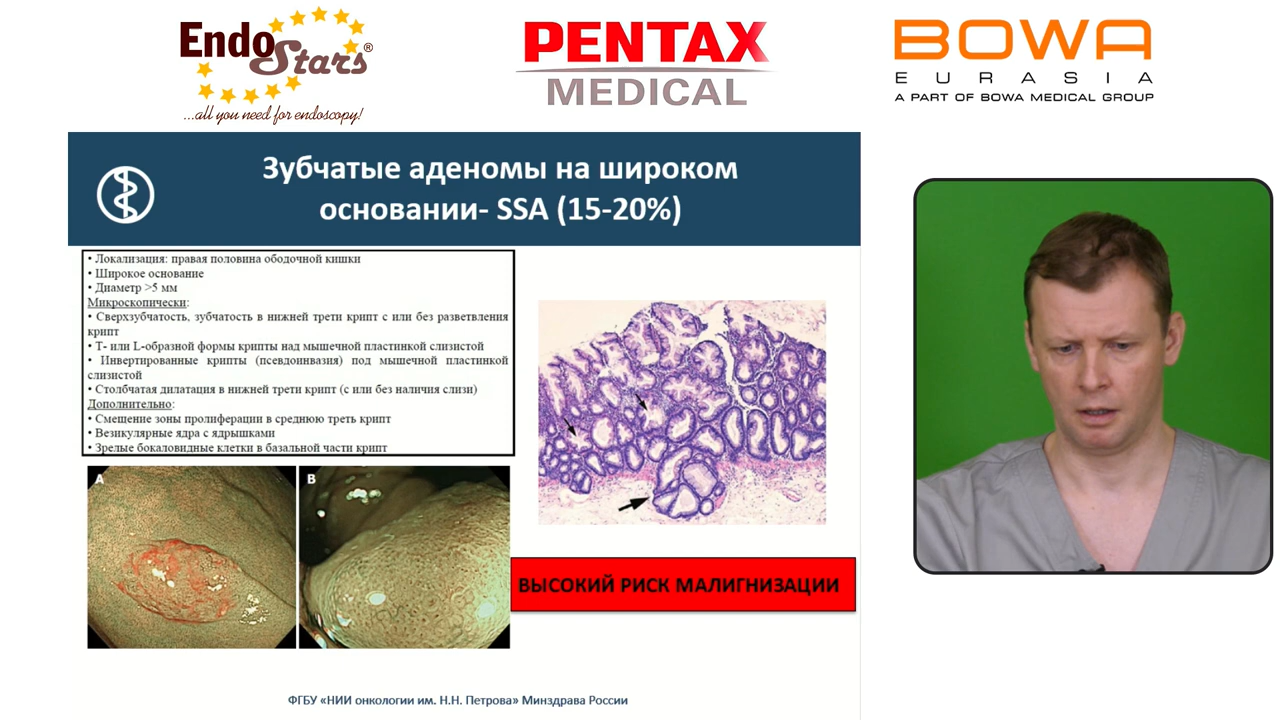 EndoStars®
...all you need for endoscopy!
PENTAX
MEDICAL
BOWA
EURASIA
A PART OF BOWA MEDICAL GROUP
Зубчатые аденомы на широком
основании- SSA (15-20%)
• Локализация: правая половина ободочной кишки
• Широкое основание
• Диаметр >5 мм
Микроскопически:
• Сверхзубчатость, зубчатость в нижней трети крипт с или без разветвления
крипт
• Т- или L-образной формы крипты над мышечной пластинкой слизистой
• Инвертированные крипты (псевдоинвазия) под мышечной пластинкой
слизистой
• Столбчатая дилатация в нижней трети крипт (с или без наличия слизи)
Дополнительно:
• Смещение зоны пролиферации в среднюю треть крипт
• Везикулярные ядра с ядрышками
• Зрелые бокаловидные клетки в базальной части крипт
A
B
ВЫСОКИЙ РИСК МАЛИГНИЗАЦИИ
ФГБУ «НИИ онкологии им. Н.Н. Петрова» Минздрава России